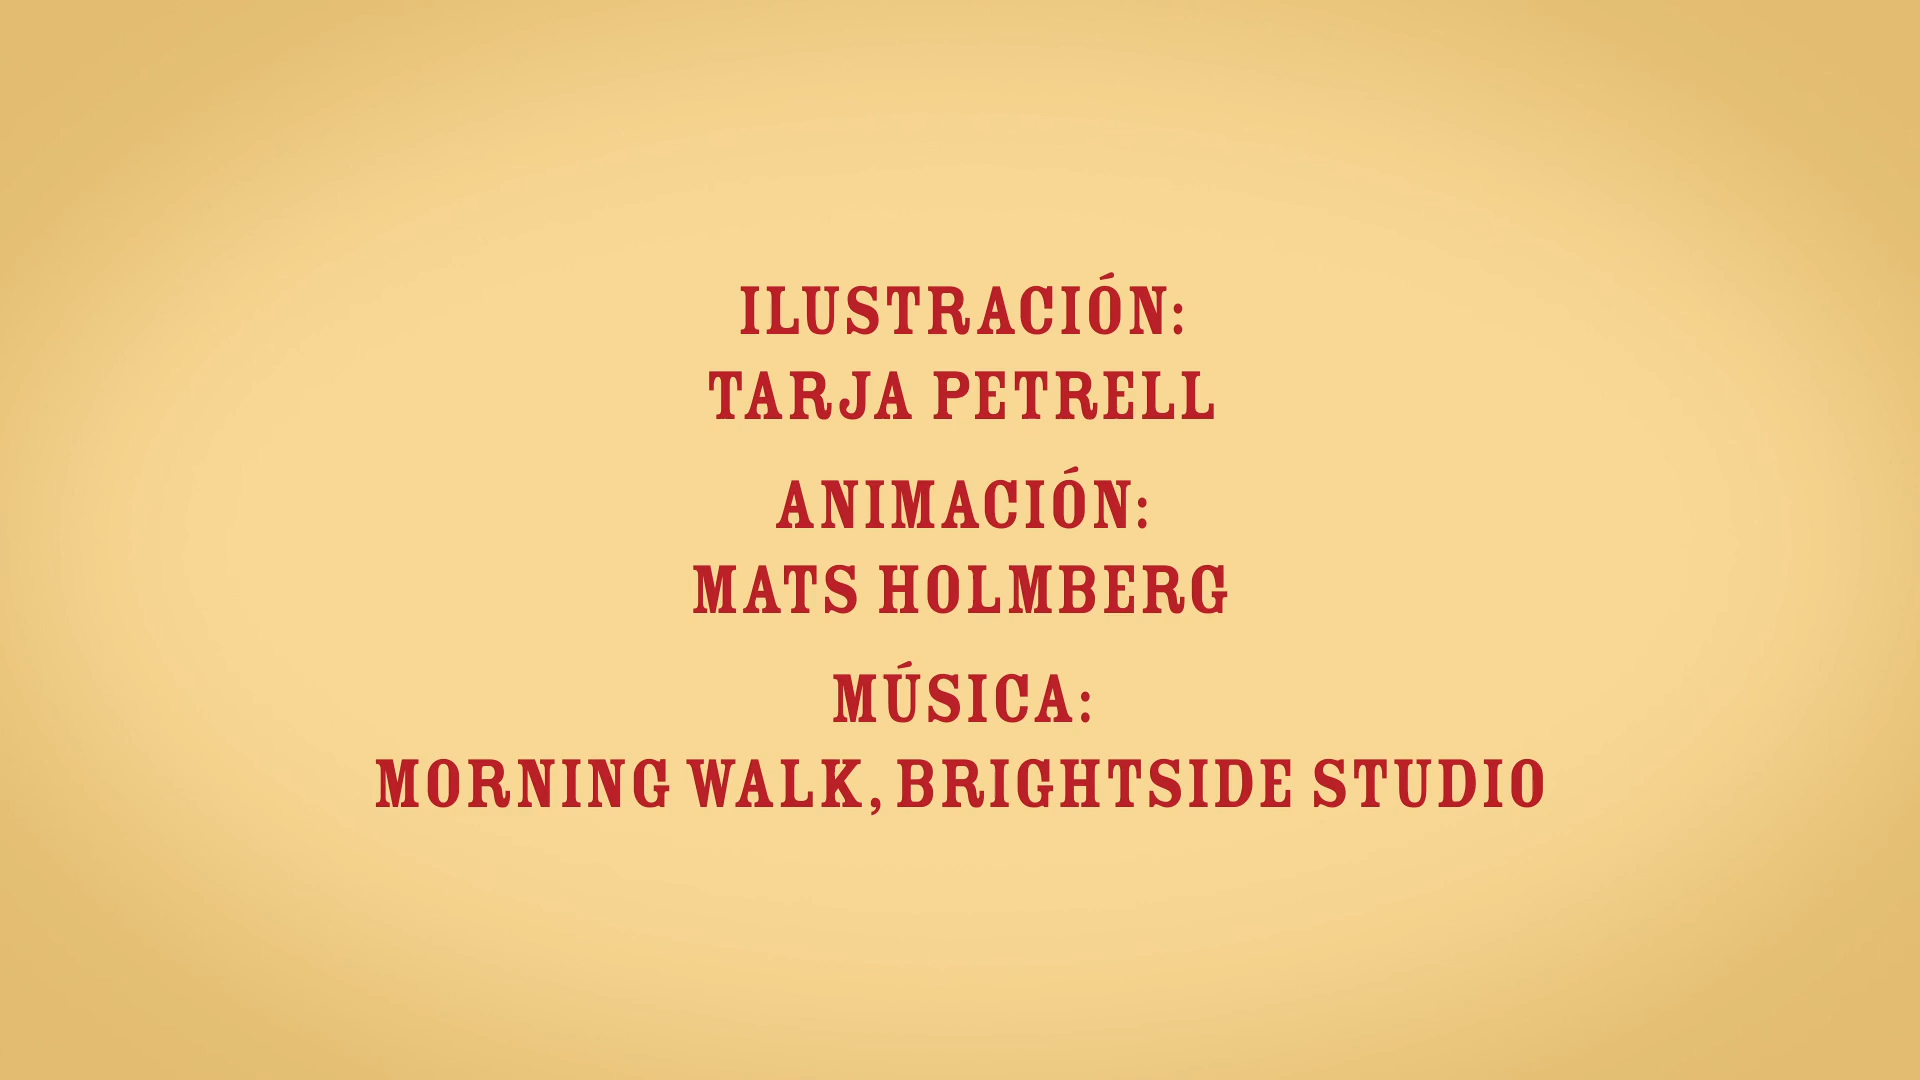 ILUSTRACIÓN:
TARJA PETRELL
ANIMACIÓN:
MATS HOLMBERG
MÚSICA:
MORNING WALK, BRIGHTSIDE STUDIO